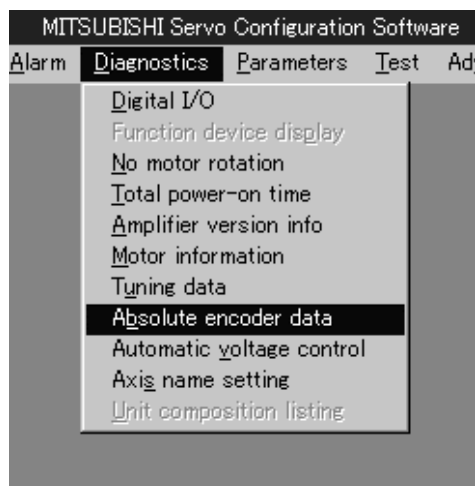 MITSUBISHI Servo Configuration Software
Alarm Diagnostics Parameters Test
Digital I/O
Function device display
No motor rotation
Total power-on time
Amplifier version info
Motor information
Tuning data
Absolute encoder data
Automatic voltage control
Axis name setting
Unit composition listing